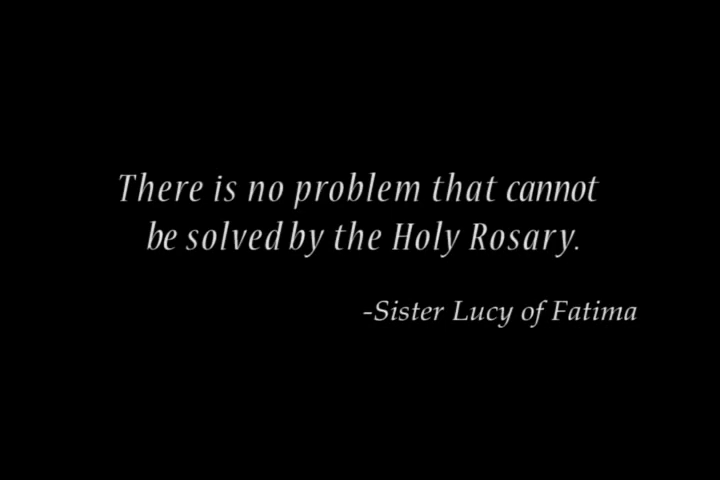 There is no problem that cannot
be solved by the Holy Rosary.
-Sister Lucy of Fatima